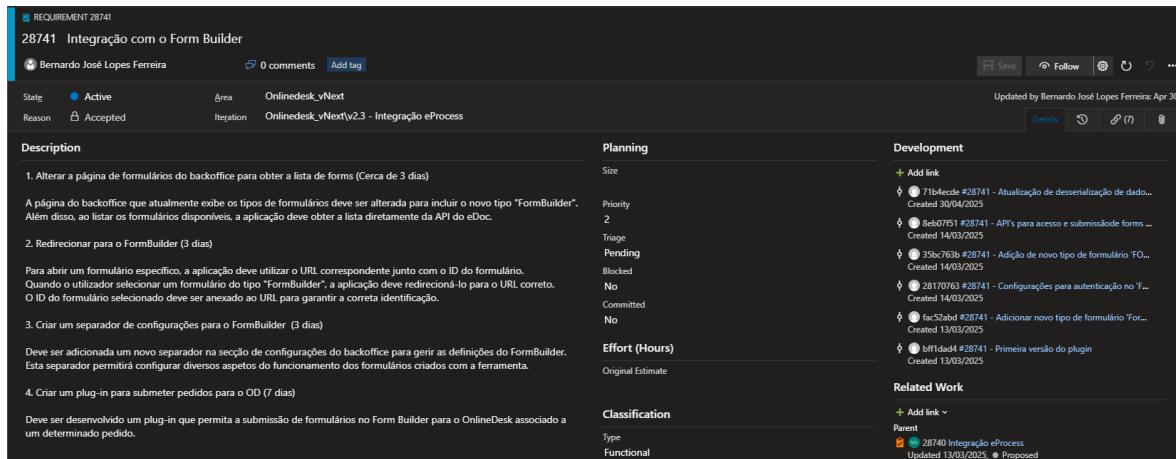 REQUIREMENT 28741
28741 Integração com o Form Builder
Bernardo José Lopes Ferreira
0 comments
Add tag
Save
Follow
State
Active
Area
Onlinedesk_vNext
Updated by Bernardo José Lopes Ferreira: Apr 30
Reason
Accepted
Iteration
Onlinedesk_vNext\v2.3 - Integração eProcess
Details
(7)
Description
1. Alterar a página de formulários do backoffice para obter a lista de forms (Cerca de 3 dias)
A página do backoffice que atualmente exibe os tipos de formulários deve ser alterada para incluir o novo tipo "FormBuilder".
Além disso, ao listar os formulários disponíveis, a aplicação deve obter a lista diretamente da API do eDoc.
2. Redirecionar para o FormBuilder (3 dias)
Para abrir um formulário específico, a aplicação deve utilizar o URL correspondente junto com o ID do formulário.
Quando o utilizador selecionar um formulário do tipo "FormBuilder", a aplicação deve redirecioná-lo para o URL correto.
O ID do formulário selecionado deve ser anexado ao URL para garantir a correta identificação.
3. Criar um separador de configurações para o FormBuilder (3 dias)
Deve ser adicionada um novo separador na secção de configurações do backoffice para gerir as definições do FormBuilder.
Esta separador permitirá configurar diversos aspetos do funcionamento dos formulários criados com a ferramenta.
4. Criar um plug-in para submeter pedidos para o OD (7 dias)
Deve ser desenvolvido um plug-in que permita a submissão de formulários no Form Builder para o OnlineDesk associado a
um determinado pedido.
Planning
Size
Priority
2
Triage
Pending
Blocked
No
Committed
No
Effort (Hours)
Original Estimate
Classification
Type
Functional
Development
Add link
71b4ecde #28741 - Atualização de desserialização de dado...
Created 30/04/2025
8eb07f51 #28741 - API's para acesso e submissãode forms ...
Created 14/03/2025
35bc763b #28741 - Adição de novo tipo de formulário 'FO...
Created 14/03/2025
28170763 #28741 - Configurações para autenticação no 'F...
Created 14/03/2025
fac52abd #28741 - Adicionar novo tipo de formulário 'For...
Created 13/03/2025
bff1dad4 #28741 - Primeira versão do plugin
Created 13/03/2025
Related Work
Add link
Parent
28740 Integração eProcess
Updated 13/03/2025, Proposed